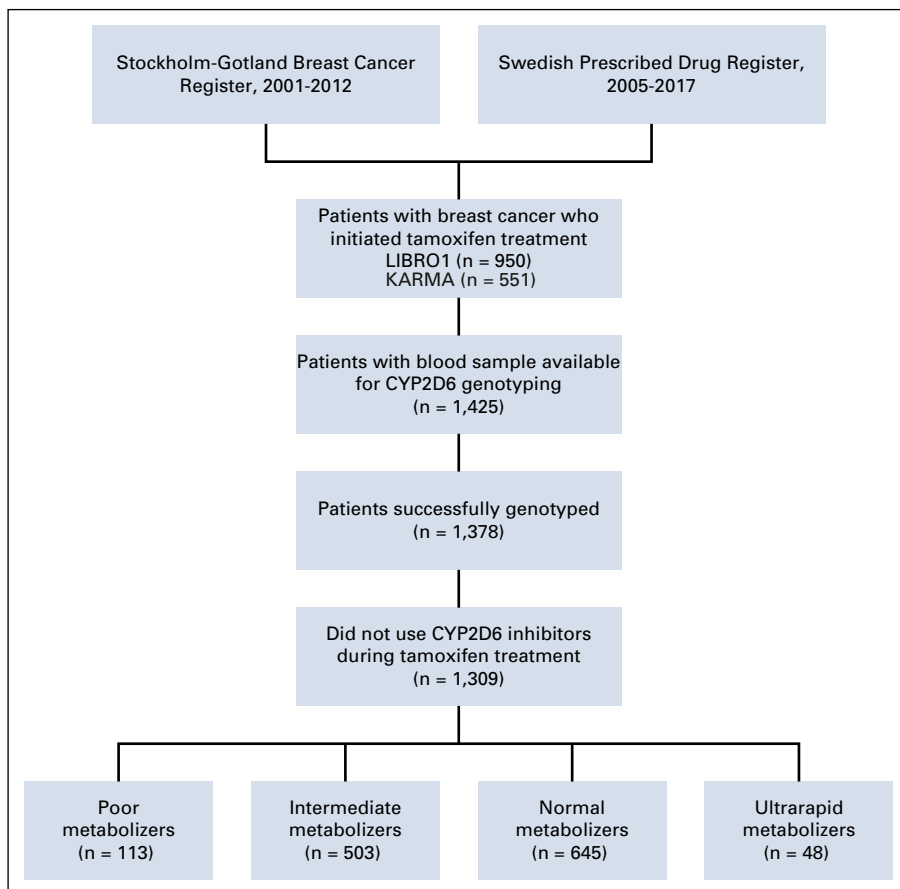 Stockholm-Gotland Breast Cancer
Register, 2001-2012
Swedish Prescribed Drug Register,
2005-2017
Patients with breast cancer who
initiated tamoxifen treatment
LIBRO1 (n = 950)
KARMA (n = 551)
Patients with blood sample available
for CYP2D6 genotyping
(n = 1,425)
Patients successfully genotyped
(n = 1,378)
Did not use CYP2D6 inhibitors
during tamoxifen treatment
(n = 1,309)
Poor
metabolizers
(n = 113)
Intermediate
metabolizers
(n = 503)
Normal
metabolizers
(n = 645)
Ultrarapid
metabolizers
(n = 48)